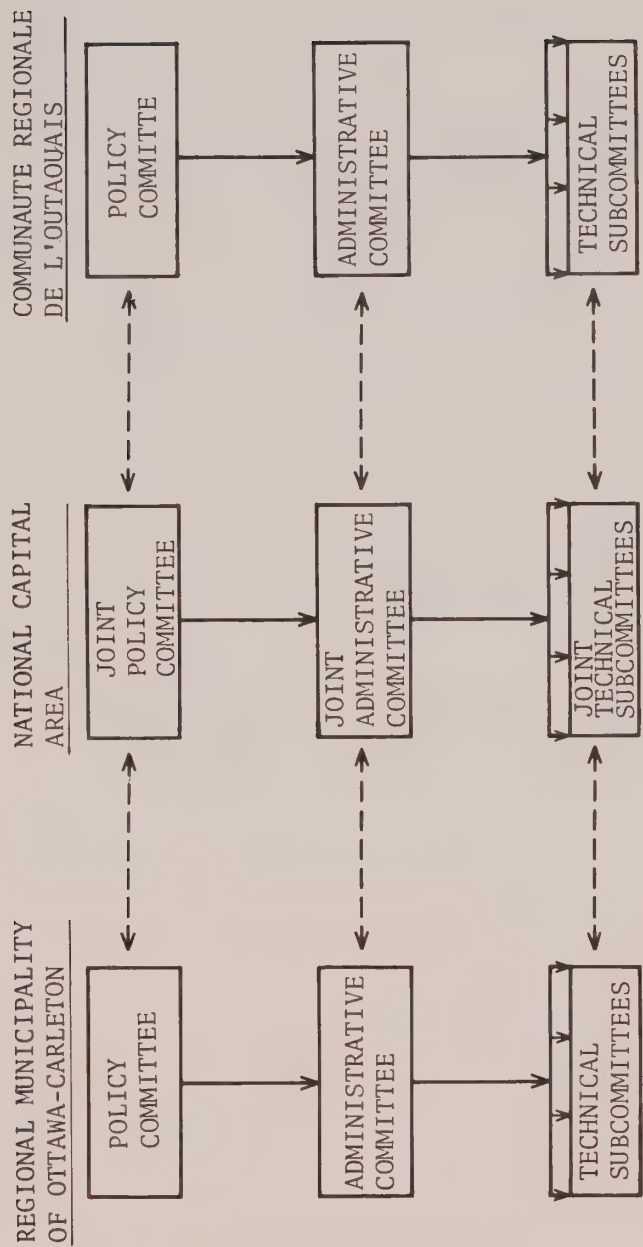 REGIONAL MUNICIPALITY
OF OTTAWA-CARLETON
NATIONAL CAPITAL
AREA
COMMUNAUTE REGIONALE
DE L'OUTAOUAIS
POLICY
COMMITTEE
JOINT
POLICY
COMMITTEE
POLICY
COMMITTE
ADMINISTRATIVE
COMMITTEE
JOINT
ADMINISTRATIVE
COMMITTEE
ADMINISTRATIVE
COMMITTEE
TECHNICAL
SUBCOMMITTEES
JOINT
TECHNICAL
SUBCOMMITTEES
TECHNICAL
SUBCOMMITTEES